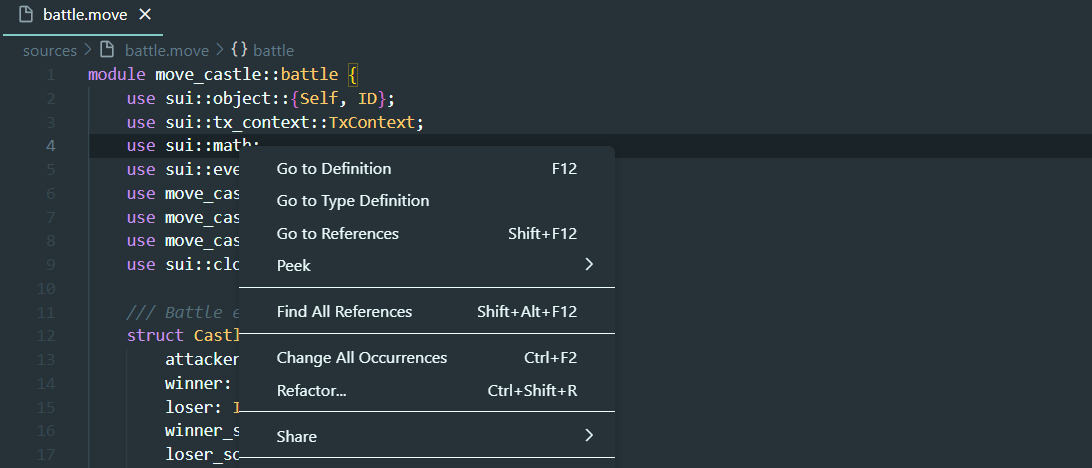 battle.move
sources > battle.move > {} battle
1 module move_castle::battle {
2 use sui::object::{Self, ID};
3 use sui::tx_context::TxContext;
4 use sui::math;
5 use sui::eve
6 use move_cas
7 use move_cas
8 use move_cas
9 use sui::clo
10
11 /// Battle e
12 struct Castl
13 attacker
14 winner:
15 loser: I
16 winner_s
17 loser_sc
Go to Definition F12
Go to Type Definition
Go to References Shift+F12
Peek
Find All References Shift+Alt+F12
Change All Occurrences Ctrl+F2
Refactor... Ctrl+Shift+R
Share